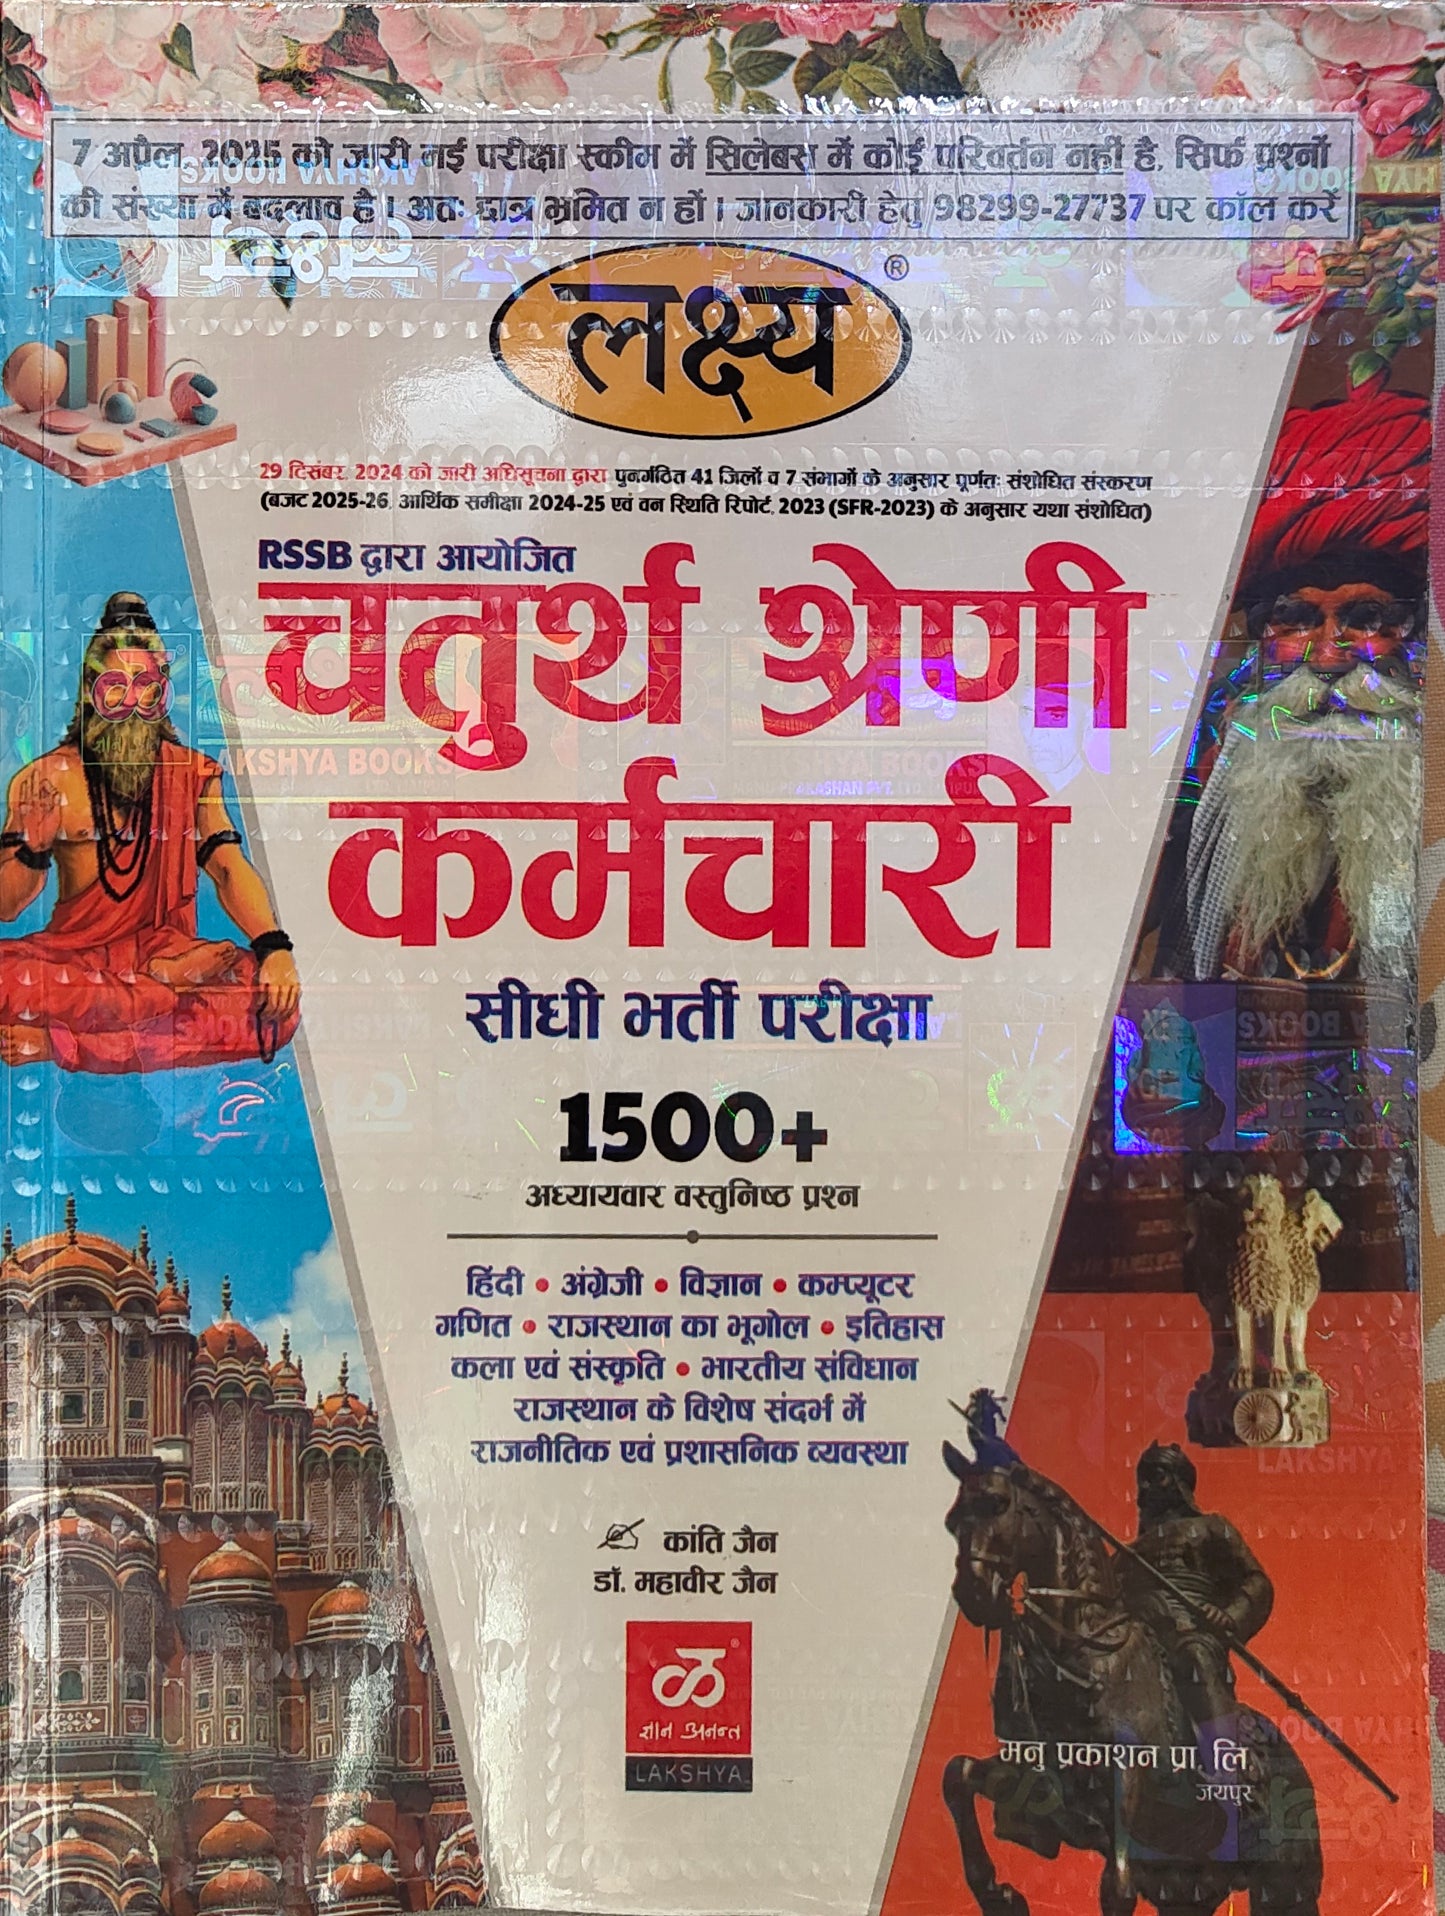 7 अप्रैल, 2025 को जारी नई परीक्षा स्कीम में सिलेबस में कोई परिवर्तन नहीं है, सिर्फ प्रश्नों
की संख्या में बदलाव है। अतः छात्र भ्रमित न हों। जानकारी हेतु 98299-27737 पर कॉल करें
लक्ष्य®
29 दिसंबर, 2024 को जारी अधिसूचना द्वारा पुनर्गठित 41 जिलों व 7 संभागों के अनुसार पूर्णतः संशोधित संस्करण
(बजट 2025-26, आर्थिक समीक्षा 2024-25 एवं वन स्थिति रिपोर्ट, 2023 (SFR-2023) के अनुसार यथा संशोधित)
RSSB द्वारा आयोजित
चतुर्थ श्रेणी
LAKSHYA BOOKS
कर्मचारी
सीधी भर्ती परीक्षा
1500+
अध्यायवार वस्तुनिष्ठ प्रश्न
हिंदी • अंग्रेजी • विज्ञान • कम्प्यूटर
गणित • राजस्थान का भूगोल • इतिहास
कला एवं संस्कृति • भारतीय संविधान
राजस्थान के विशेष संदर्भ में
राजनीतिक एवं प्रशासनिक व्यवस्था
कांति जैन
डॉ. महावीर जैन
ज्ञान अनन्त
LAKSHYA
मनु प्रकाशन प्रा. लि.
जयपुर